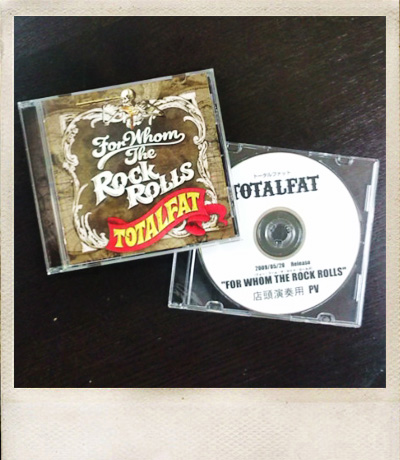 For Whom
The
Rock
Rolls
TOTALFAT
トータルファット
TOTALFAT
2009/05/26 Release
"FOR WHOM THE ROCK ROLLS"
店頭演奏用 PV